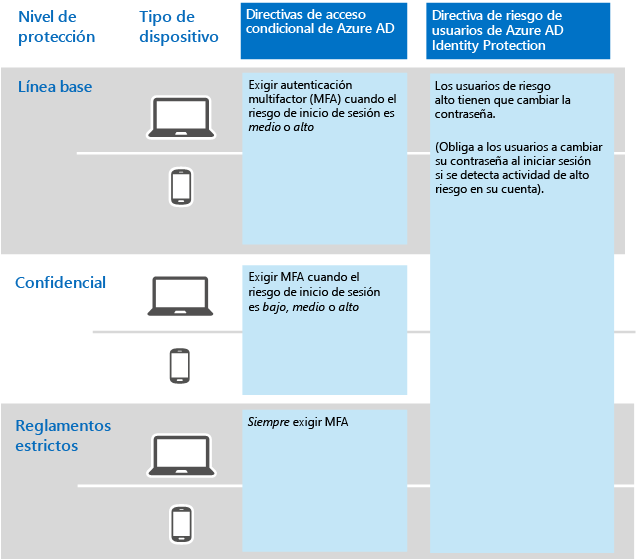 Nivel de
protección
Tipo de
dispositivo
Directivas de acceso
condicional de Azure AD
Directiva de riesgo de
usuarios de Azure AD
Identity Protection
Línea base
Exigir autenticación
multifactor (MFA) cuando el
riesgo de inicio de sesión es
medio o alto
Los usuarios de riesgo
alto tienen que cambiar la
contraseña.
(Obliga a los usuarios a cambiar
su contraseña al iniciar sesión
si se detecta actividad de alto
riesgo en su cuenta).
Confidencial
Exigir MFA cuando el
riesgo de inicio de sesión
es bajo, medio o alto
Reglamentos
estrictos
Siempre exigir MFA